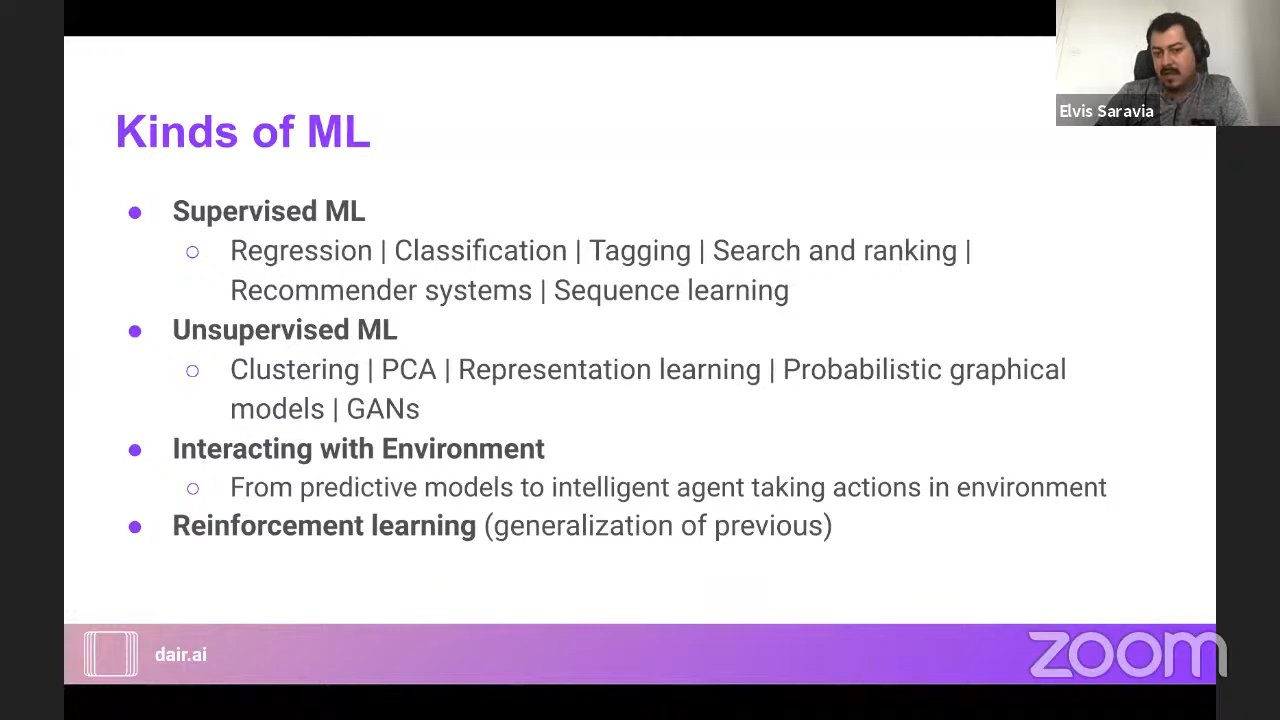 Elvis Saravia
Kinds of ML
● Supervised ML
○ Regression | Classification | Tagging | Search and ranking |
Recommender systems | Sequence learning
● Unsupervised ML
○ Clustering | PCA | Representation learning | Probabilistic graphical
models | GANs
● Interacting with Environment
○ From predictive models to intelligent agent taking actions in environment
● Reinforcement learning (generalization of previous)
dair.ai
zoom